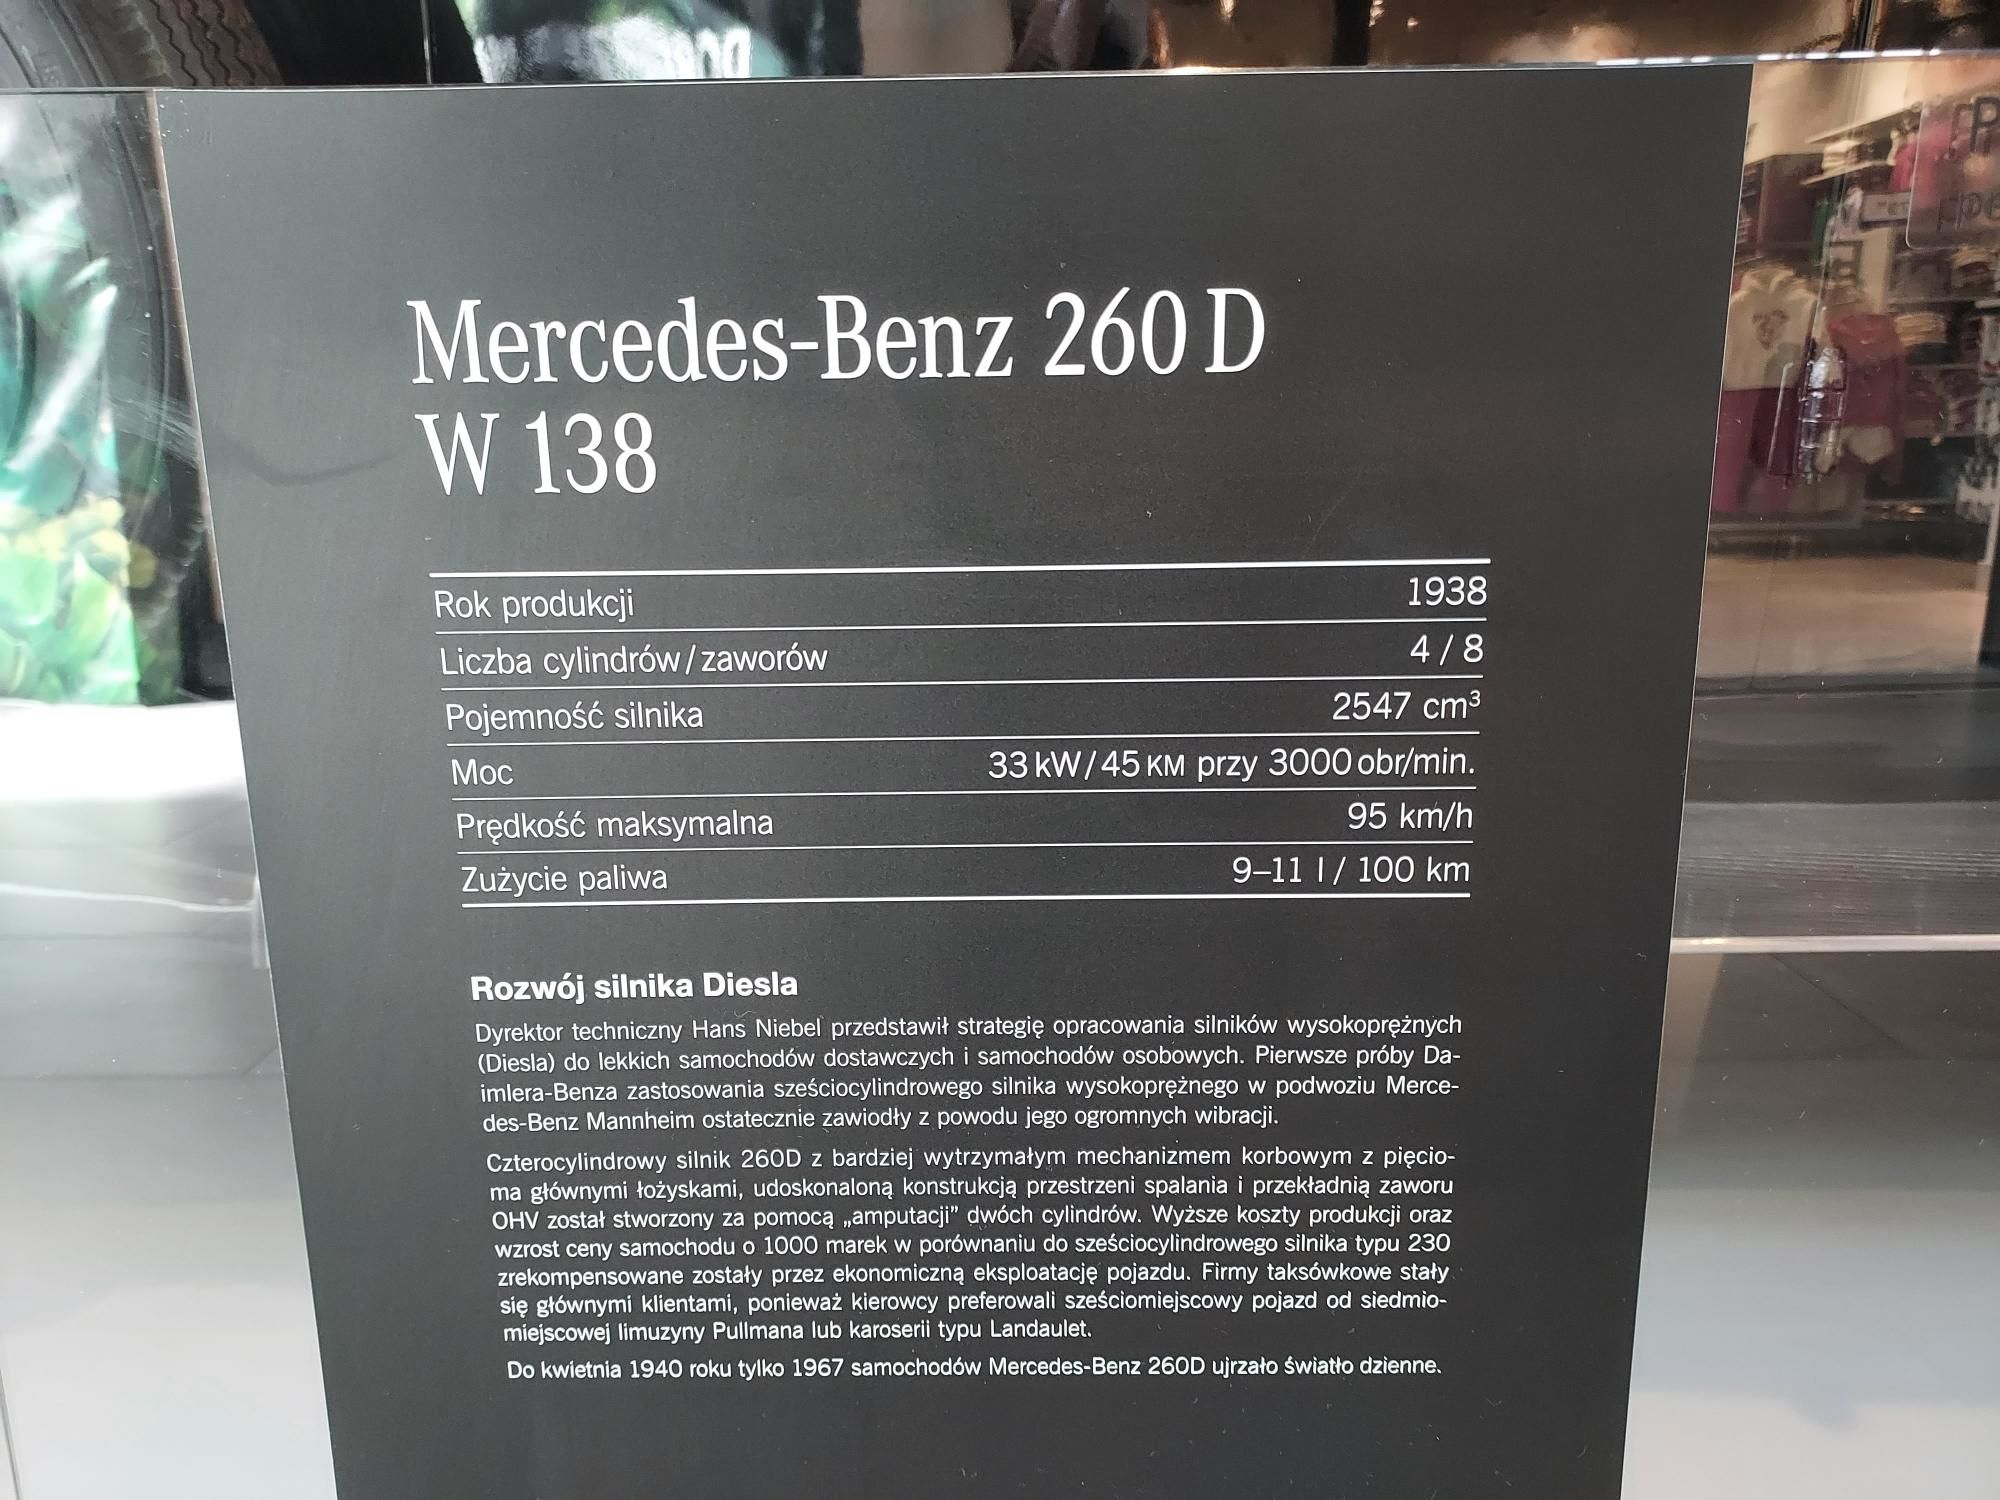 Mercedes-Benz 260 D
W 138
Rok produkcji 1938
Liczba cylindrów/zaworów 4 / 8
Pojemność silnika 2547 cm³
Moc 33 kW/45 KM przy 3000 obr/min.
Prędkość maksymalna 95 km/h
Zużycie paliwa 9–11 l / 100 km
Rozwój silnika Diesla
Dyrektor techniczny Hans Niebel przedstawił strategię opracowania silników wysokoprężnych
(Diesla) do lekkich samochodów dostawczych i samochodów osobowych. Pierwsze próby Da-
imlera-Benza zastosowania sześciocylindrowego silnika wysokoprężnego w podwoziu Merce-
des-Benz Mannheim ostatecznie zawiodły z powodu jego ogromnych wibracji.
Czterocylindrowy silnik 260D z bardziej wytrzymałym mechanizmem korbowym z pięcio-
ma głównymi łożyskami, udoskonaloną konstrukcją przestrzeni spalania i przekładnią zaworu
OHV został stworzony za pomocą „amputacji” dwóch cylindrów. Wyższe koszty produkcji oraz
wzrost ceny samochodu o 1000 marek w porównaniu do sześciocylindrowego silnika typu 230
zrekompensowane zostały przez ekonomiczną eksploatację pojazdu. Firmy taksówkowe stały
się głównymi klientami, ponieważ kierowcy preferowali sześciomiejscowy pojazd od siedmio-
miejscowej limuzyny Pullmana lub karoserii typu Landaulet.
Do kwietnia 1940 roku tylko 1967 samochodów Mercedes-Benz 260D ujrzało światło dzienne.